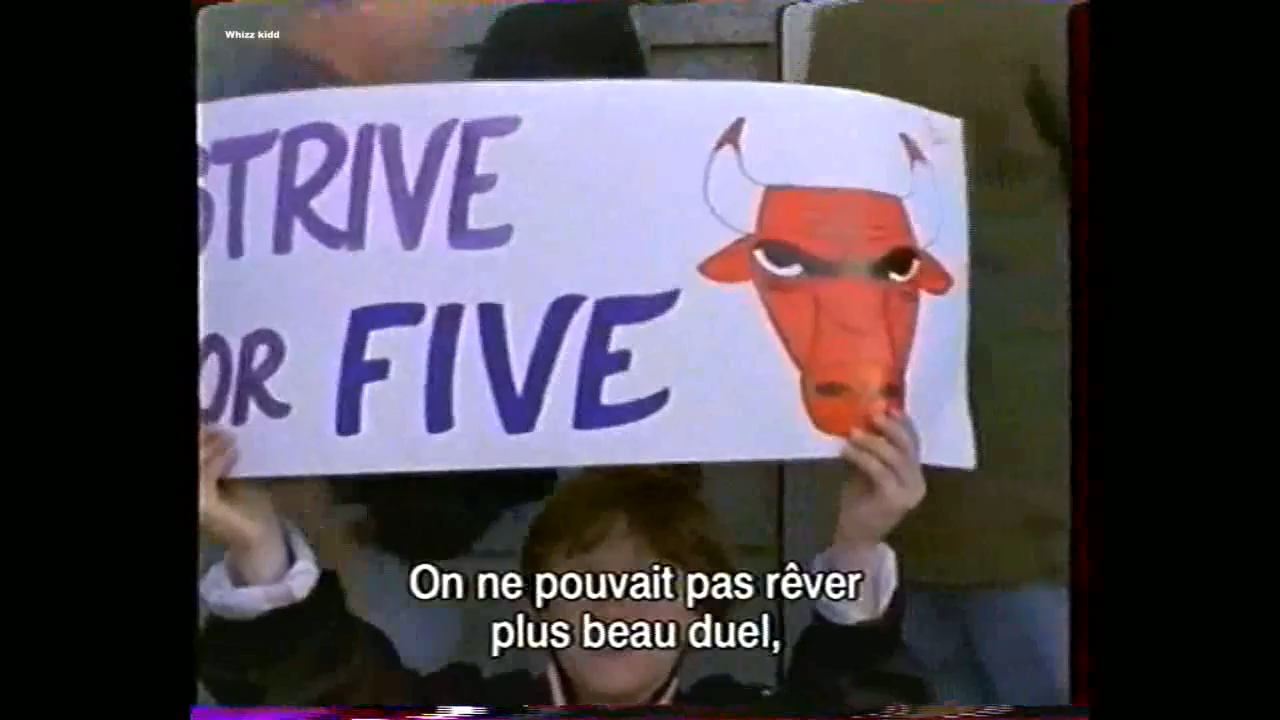 Whizz kidd
STRIVE
OR FIVE
On ne pouvait pas rêver
plus beau duel,